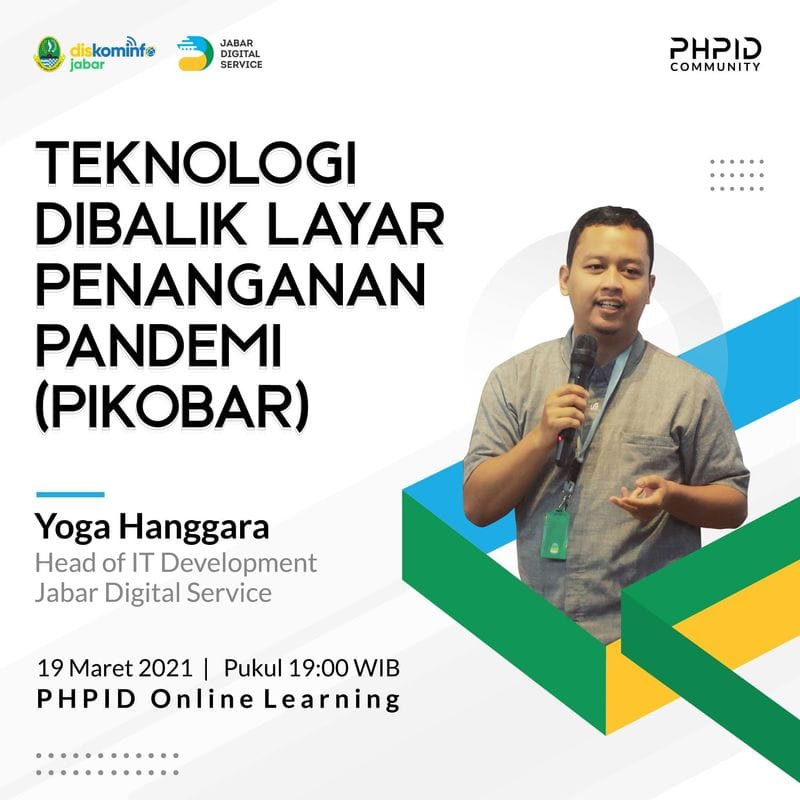 diskominfo
jabar
JABAR
DIGITAL
SERVICE
PHPID
COMMUNITY
TEKNOLOGI
DIBALIK LAYAR
PENANGANAN
PANDEMI
(PIKOBAR)
Yoga Hanggara
Head of IT Development
Jabar Digital Service
19 Maret 2021 | Pukul 19:00 WIB
PHPID Online Learning